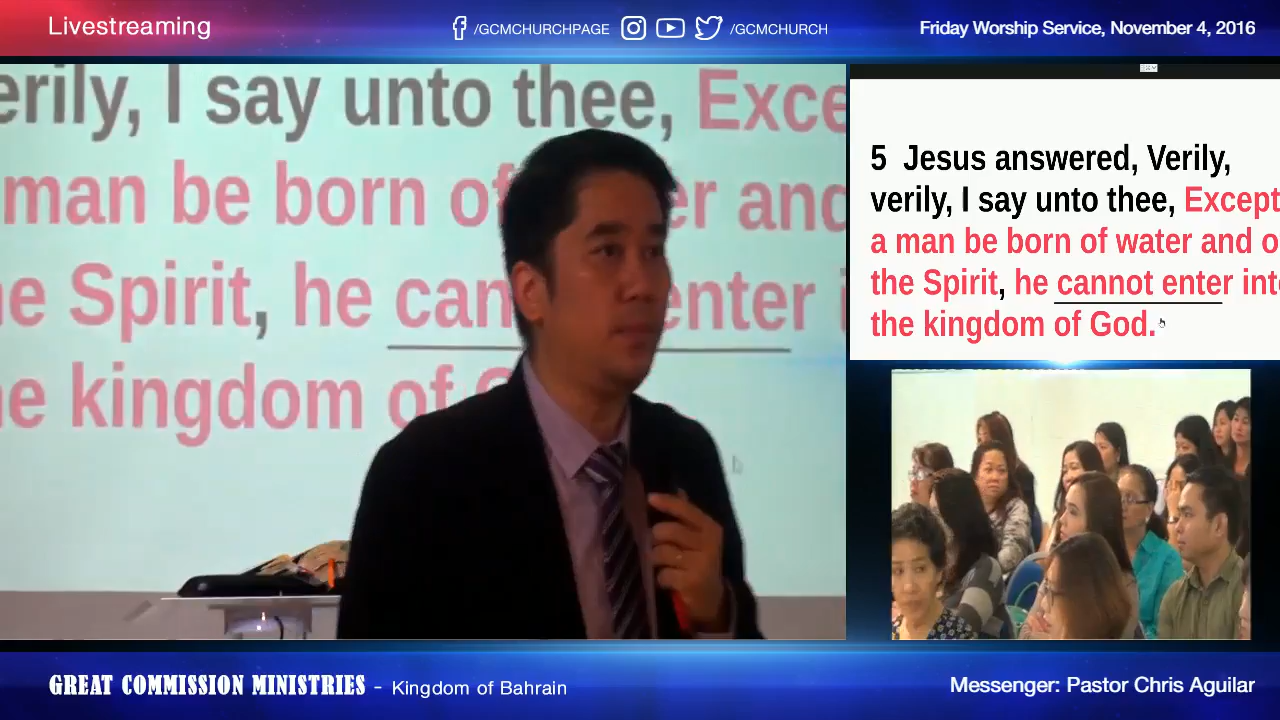 Livestreaming
/GCMCHURCHPAGE
/GCMCHURCH
Friday Worship Service, November 4, 2016
erily, I say unto thee, Exce
man be born of er and
he Spirit, he can enter i
he kingdom of G
5 Jesus answered, Verily,
verily, I say unto thee, Except
a man be born of water and o
the Spirit, he cannot enter int
the kingdom of God.
GREAT COMMISSION MINISTRIES - Kingdom of Bahrain
Messenger: Pastor Chris Aguilar